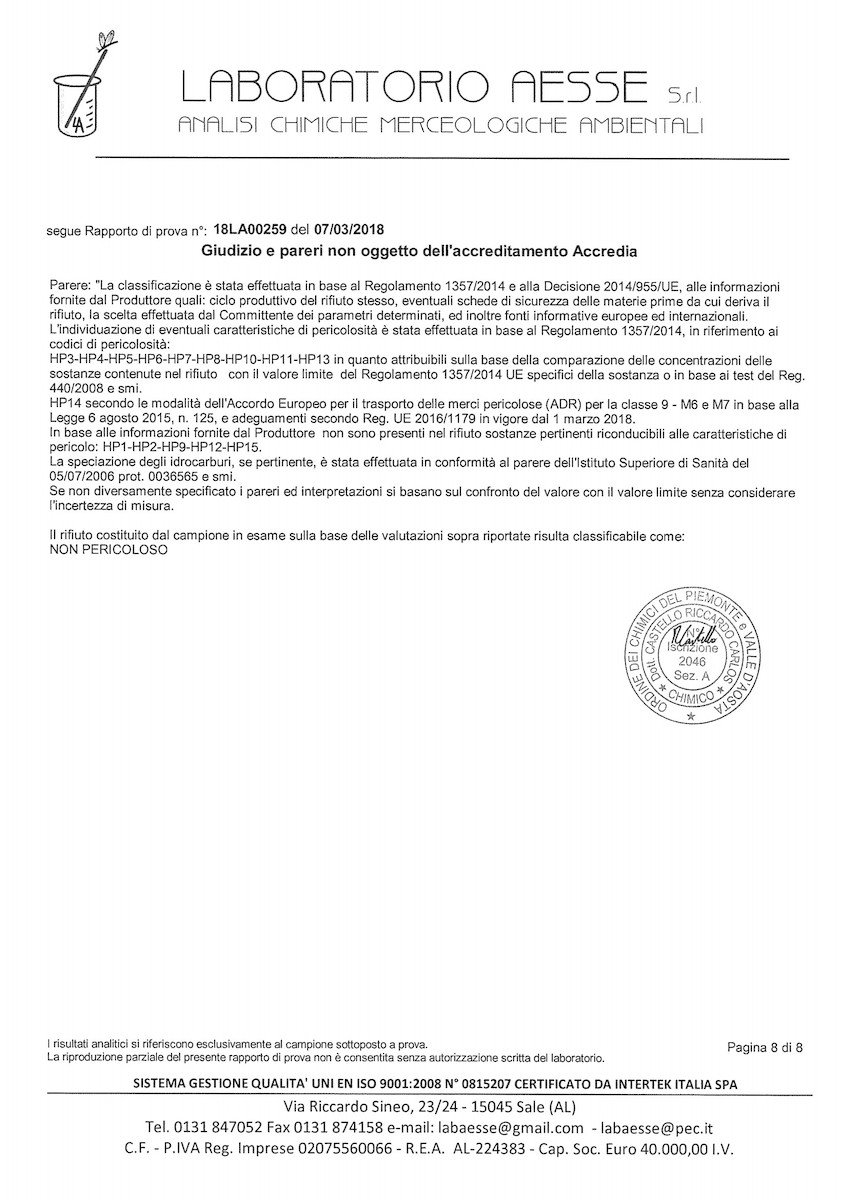 LA
LABORATORIO AESSE S.r.l.
ANALISI CHIMICHE MERCEOLOGICHE AMBIENTALI
segue Rapporto di prova n°: 18LA00259 del 07/03/2018
Giudizio e pareri non oggetto dell'accreditamento Accredia
Parere: "La classificazione è stata effettuata in base al Regolamento 1357/2014 e alla Decisione 2014/955/UE, alle informazioni
fornite dal Produttore quali: ciclo produttivo del rifiuto stesso, eventuali schede di sicurezza delle materie prime da cui deriva il
rifiuto, la scelta effettuata dal Committente dei parametri determinati, ed inoltre fonti informative europee ed internazionali.
L'individuazione di eventuali caratteristiche di pericolosità è stata effettuata in base al Regolamento 1357/2014, in riferimento ai
codici di pericolosità:
HP3-HP4-HP5-HP6-HP7-HP8-HP10-HP11-HP13 in quanto attribuibili sulla base della comparazione delle concentrazioni delle
sostanze contenute nel rifiuto con il valore limite del Regolamento 1357/2014 UE specifici della sostanza o in base ai test del Reg.
440/2008 e smi.
HP14 secondo le modalità dell'Accordo Europeo per il trasporto delle merci pericolose (ADR) per la classe 9 - M6 e M7 in base alla
Legge 6 agosto 2015, n. 125, e adeguamenti secondo Reg. UE 2016/1179 in vigore dal 1 marzo 2018.
In base alle informazioni fornite dal Produttore non sono presenti nel rifiuto sostanze pertinenti riconducibili alle caratteristiche di
pericolo: HP1-HP2-HP9-HP12-HP15.
La speciazione degli idrocarburi, se pertinente, è stata effettuata in conformità al parere dell'Istituto Superiore di Sanità del
05/07/2006 prot. 0036565 e smi.
Se non diversamente specificato i pareri ed interpretazioni si basano sul confronto del valore con il valore limite senza considerare
l'incertezza di misura.
Il rifiuto costituito dal campione in esame sulla base delle valutazioni sopra riportate risulta classificabile come:
NON PERICOLOSO
ORDINE DEI CHIMICI DEL PIEMONTE e VALLE D'AOSTA
Dott. CASTELLO RICCARDO CARLOS
N°
Iscrizione
2046
Sez. A
CHIMICO
I risultati analitici si riferiscono esclusivamente al campione sottoposto a prova.
La riproduzione parziale del presente rapporto di prova non è consentita senza autorizzazione scritta del laboratorio.
Pagina 8 di 8
SISTEMA GESTIONE QUALITA' UNI EN ISO 9001:2008 N° 0815207 CERTIFICATO DA INTERTEK ITALIA SPA
Via Riccardo Sineo, 23/24 - 15045 Sale (AL)
Tel. 0131 847052 Fax 0131 874158 e-mail: labaesse@gmail.com - labaesse@pec.it
C.F. - P.IVA Reg. Imprese 02075560066 - R.E.A. AL-224383 - Cap. Soc. Euro 40.000,00 I.V.